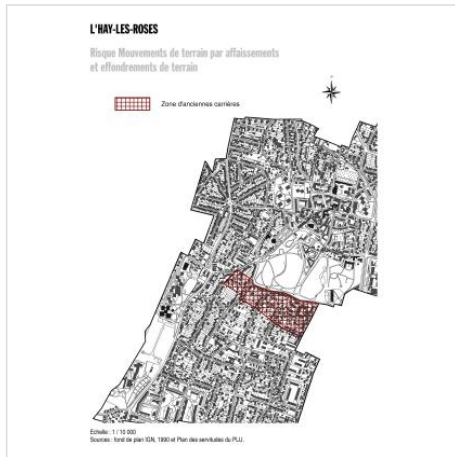 L'HAY-LES-ROSES
Risque Mouvements de terrain par affaissements
et effondrements de terrain
Zone d'anciennes carrières
Echelle : 1 / 10 000
Sources : fond de plan IGN, 1990 et Plan des servitudes du PLU.